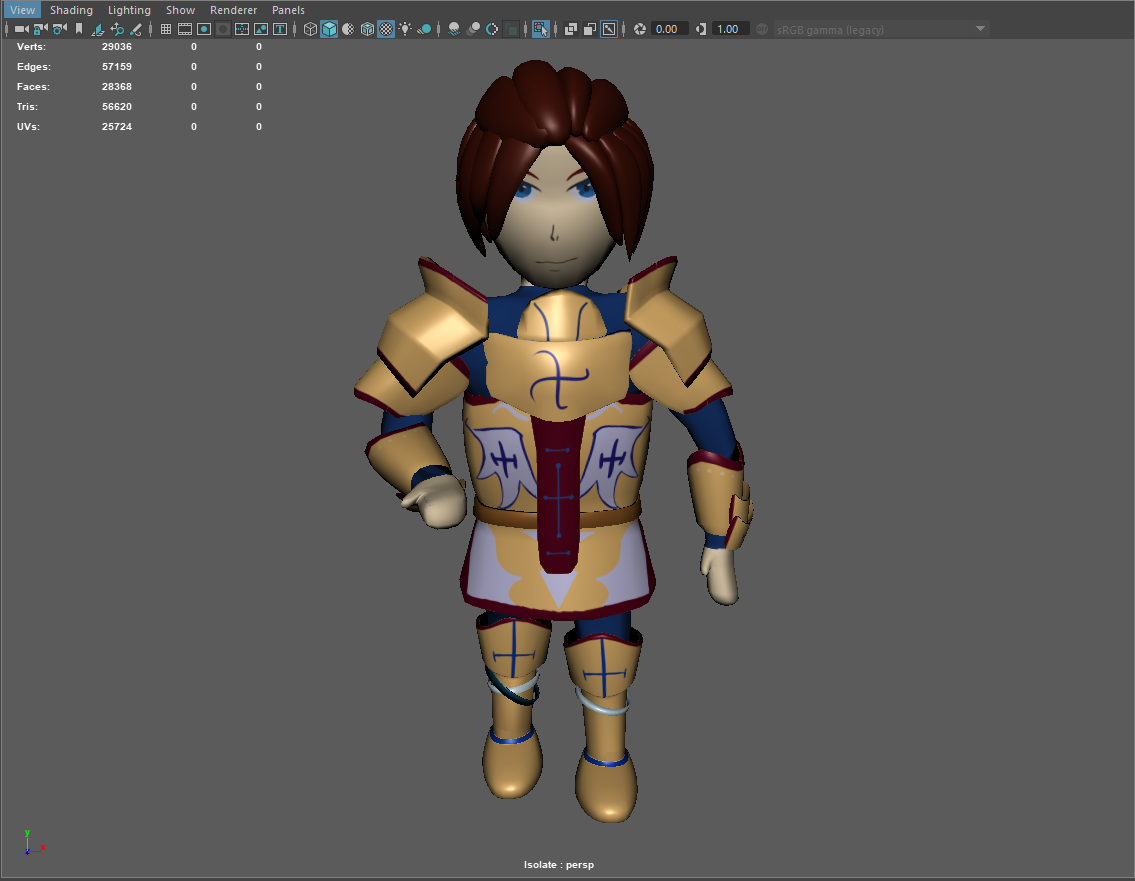 View Shading Lighting Show Renderer Panels
0.00 1.00 sRGB gamma (legacy)
Verts: 29036 0 0
Edges: 57159 0 0
Faces: 28368 0 0
Tris: 56620 0 0
UVs: 25724 0 0
y
x
Isolate : persp